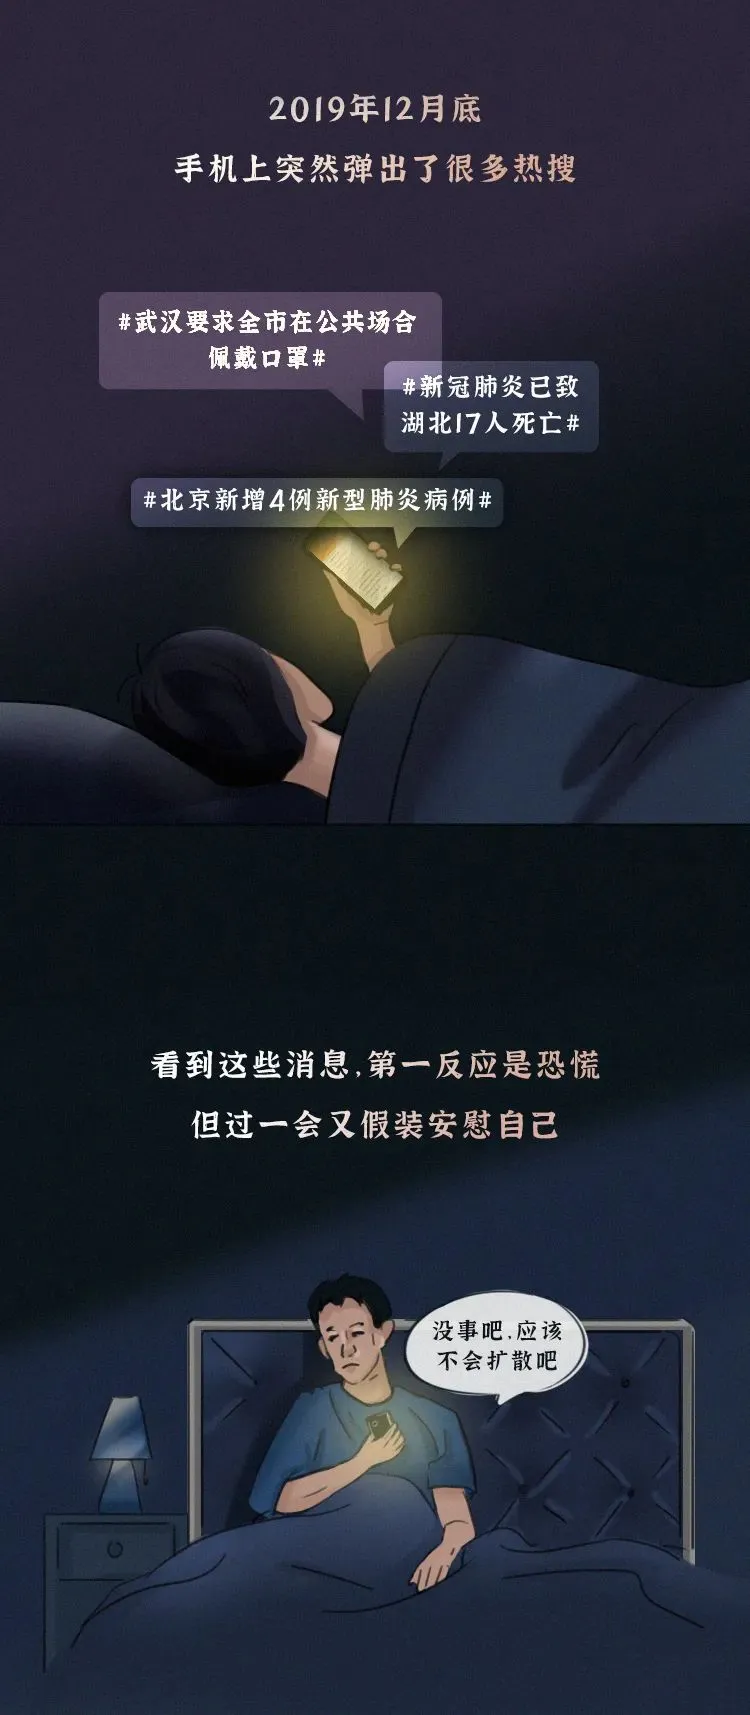 2019年12月底
手机上突然弹出了很多热搜
#武汉要求全市在公共场合
佩戴口罩#
#新冠肺炎已致
湖北17人死亡#
#北京新增4例新型肺炎病例#
看到这些消息,第一反应是恐慌
但过一会又假装安慰自己
没事吧,应该
不会扩散吧